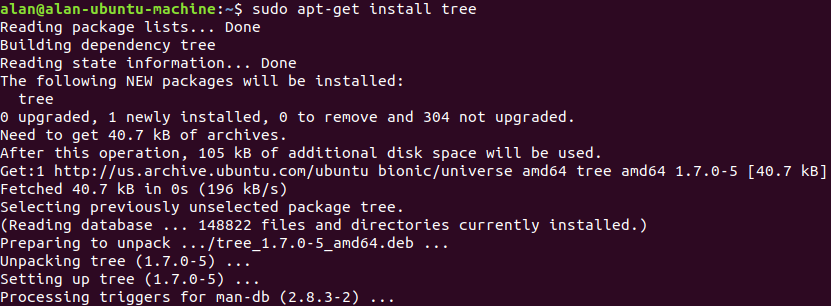 alan@alan-ubuntu-machine:~$ sudo apt-get install tree
Reading package lists... Done
Building dependency tree
Reading state information... Done
The following NEW packages will be installed:
  tree
0 upgraded, 1 newly installed, 0 to remove and 304 not upgraded.
Need to get 40.7 kB of archives.
After this operation, 105 kB of additional disk space will be used.
Get:1 http://us.archive.ubuntu.com/ubuntu bionic/universe amd64 tree amd64 1.7.0-5 [40.7 kB]
Fetched 40.7 kB in 0s (196 kB/s)
Selecting previously unselected package tree.
(Reading database ... 148822 files and directories currently installed.)
Preparing to unpack .../tree_1.7.0-5_amd64.deb ...
Unpacking tree (1.7.0-5) ...
Setting up tree (1.7.0-5) ...
Processing triggers for man-db (2.8.3-2) ...